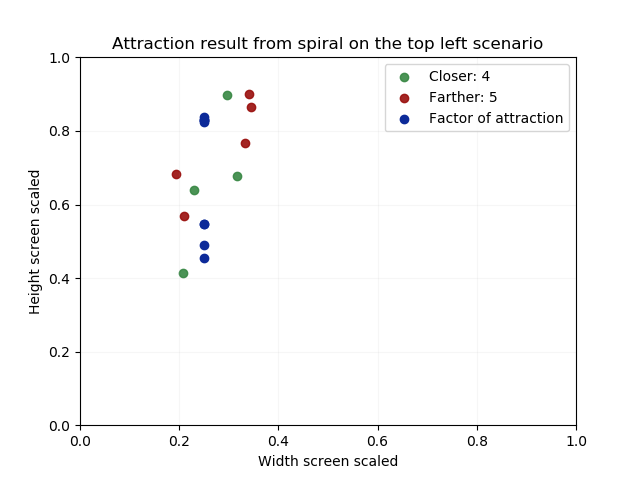 Attraction result from spiral on the top left scenario
Closer: 4
Farther: 5
Factor of attraction
Height screen scaled
1.0
0.8
0.6
0.4
0.2
0.0
0.0 0.2 0.4 0.6 0.8 1.0
Width screen scaled